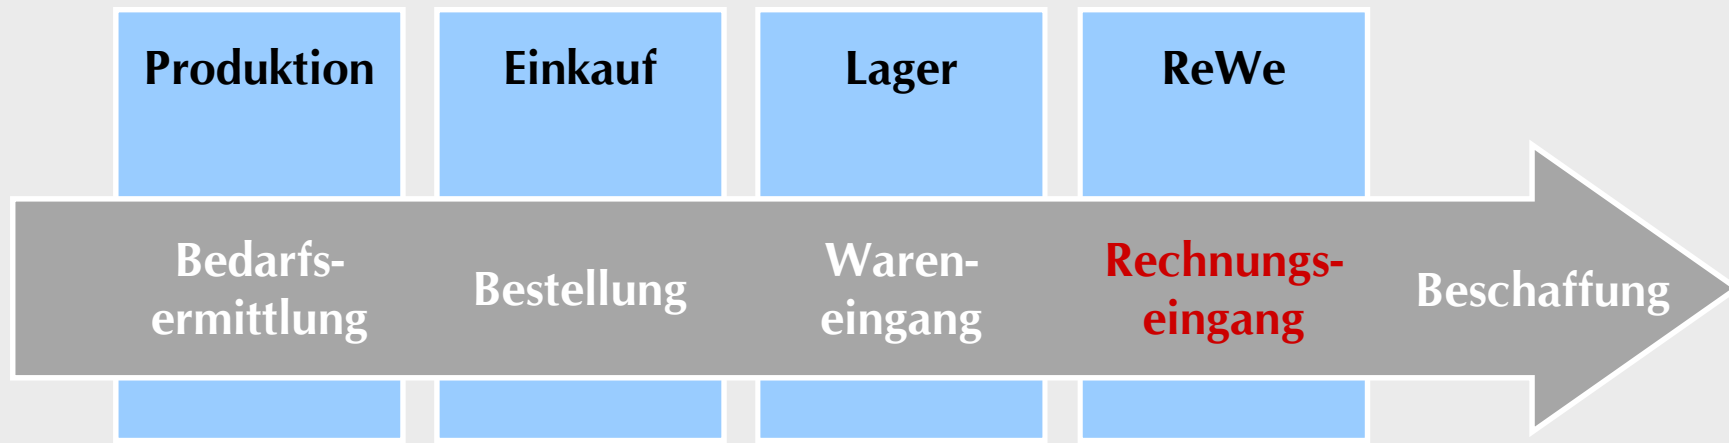 Produktion
Einkauf
Lager
ReWe
Bedarfs-
ermittlung
Bestellung
Waren-
eingang
Rechnungs-
eingang
Beschaffung